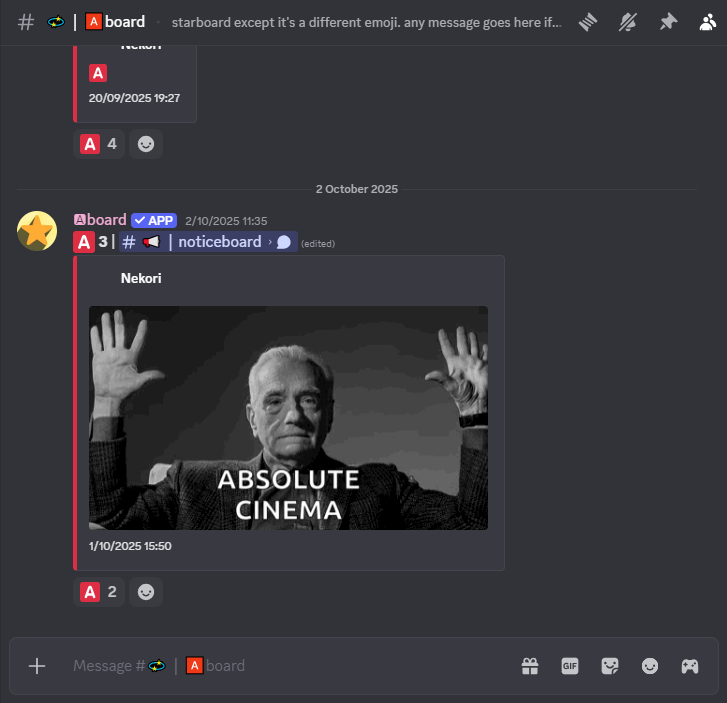 # 💫 | 🅰️board · starboard except it's a different emoji. any message goes here if...
Nekori
🅰️
20/09/2025 19:27
🅰️ 4
2 October 2025
🅰board ✓ APP 2/10/2025 11:35
🅰️ 3 | # 📢 | noticeboard › 💬 (edited)
Nekori
ABSOLUTE
CINEMA
1/10/2025 15:50
🅰️ 2
Message #💫 | 🅰️board
GIF